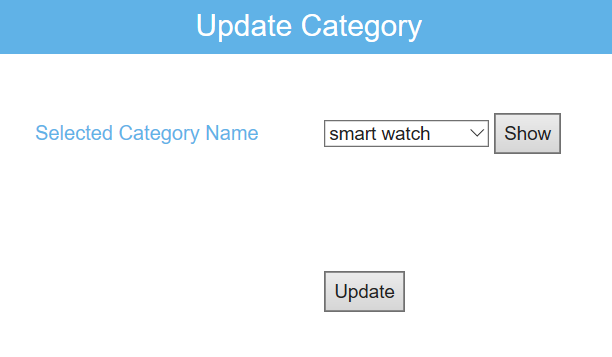 Update Category
Selected Category Name smart watch Show
Update